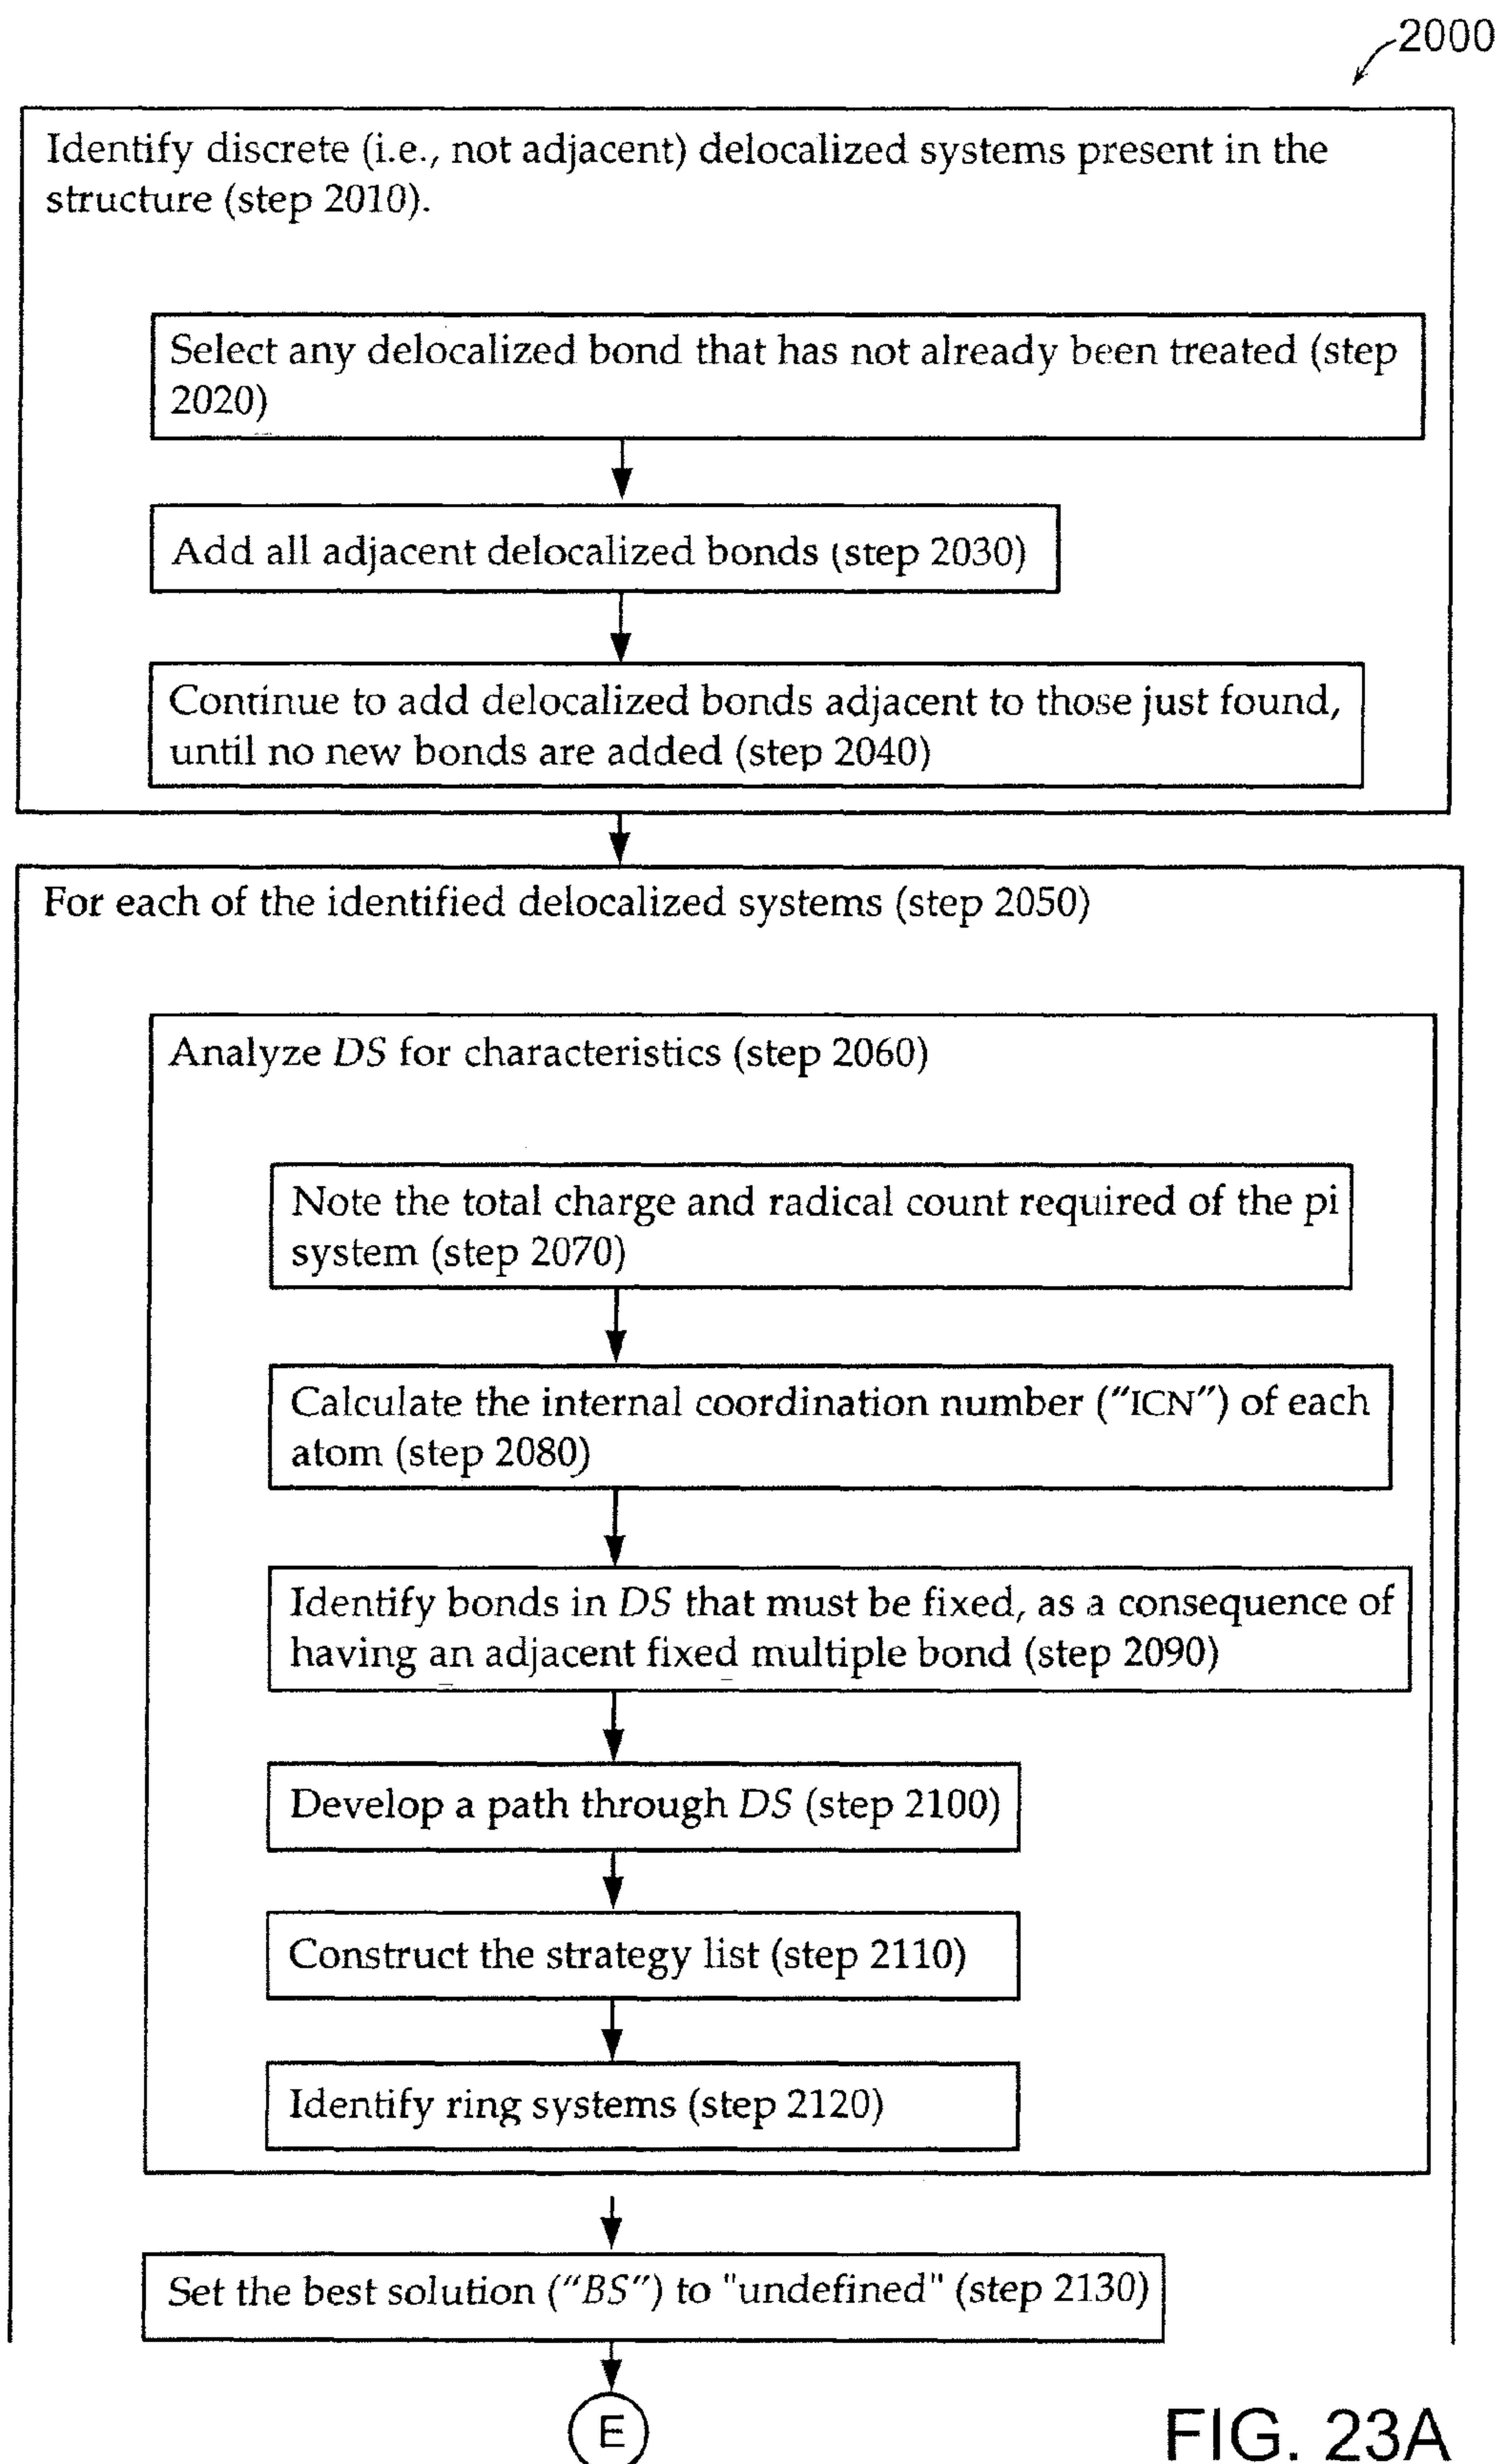 2000
Identify discrete (i.e., not adjacent) delocalized systems present in the
structure (step 2010).
Select any delocalized bond that has not already been treated (step
2020)
Add all adjacent delocalized bonds (step 2030)
Continue to add delocalized bonds adjacent to those just found,
until no new bonds are added (step 2040)
For each of the identified delocalized systems (step 2050)
Analyze DS for characteristics (step 2060)
Note the total charge and radical count required of the pi
system (step 2070)
Calculate the internal coordination number ("ICN") of each
atom (step 2080)
Identify bonds in DS that must be fixed, as a consequence of
having an adjacent fixed multiple bond (step 2090)
Develop a path through DS (step 2100)
Construct the strategy list (step 2110)
Identify ring systems (step 2120)
Set the best solution ("BS") to "undefined" (step 2130)
E
FIG. 23A